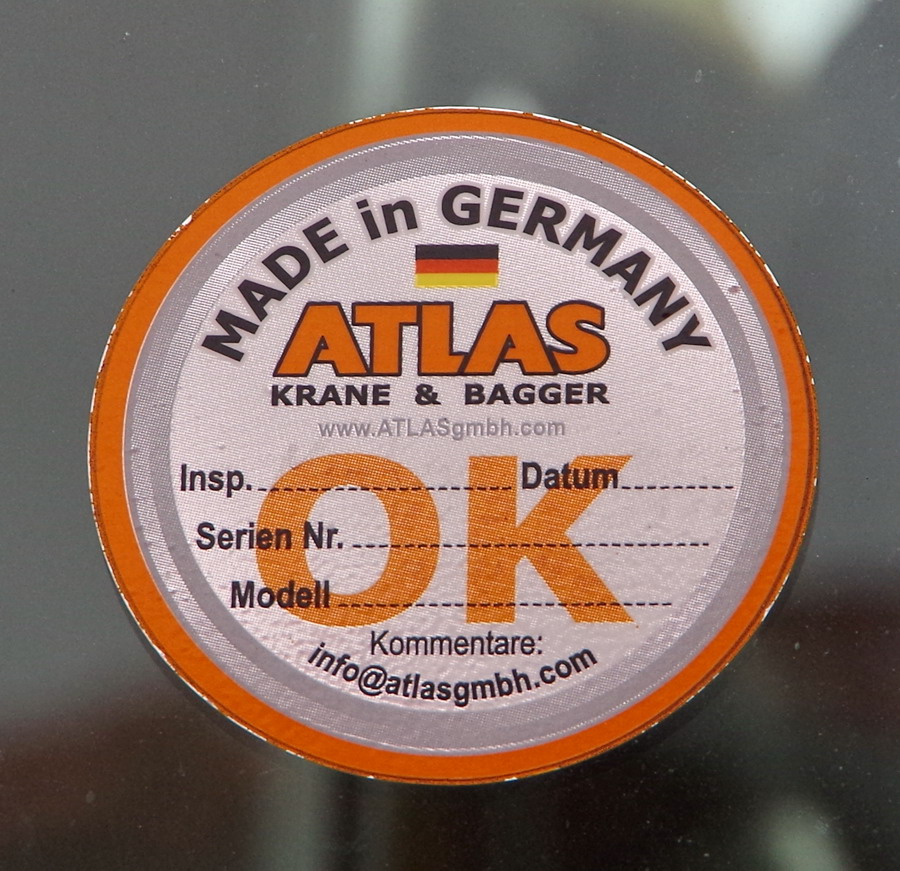 MADE in GERMANY
ATLAS
KRANE & BAGGER
www.ATLASgmbh.com
OK
Insp. Datum
Serien Nr.
Modell
Kommentare:
info@atlasgmbh.com